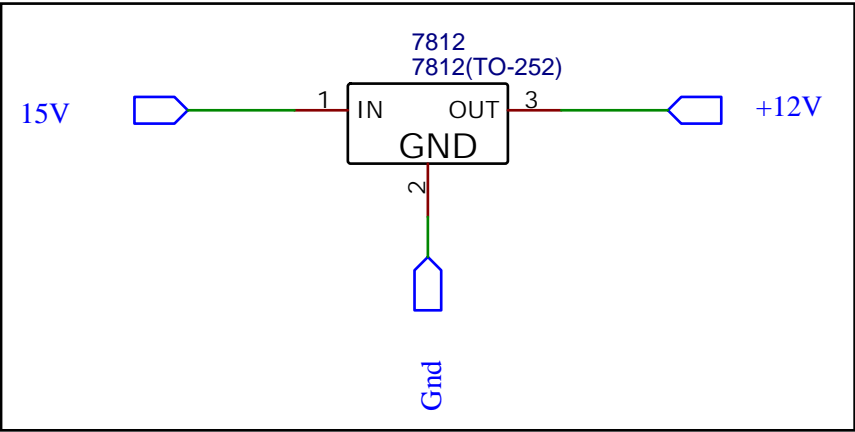 7812
7812(TO-252)
15V
1
IN
OUT
3
+12V
GND
2
Gnd